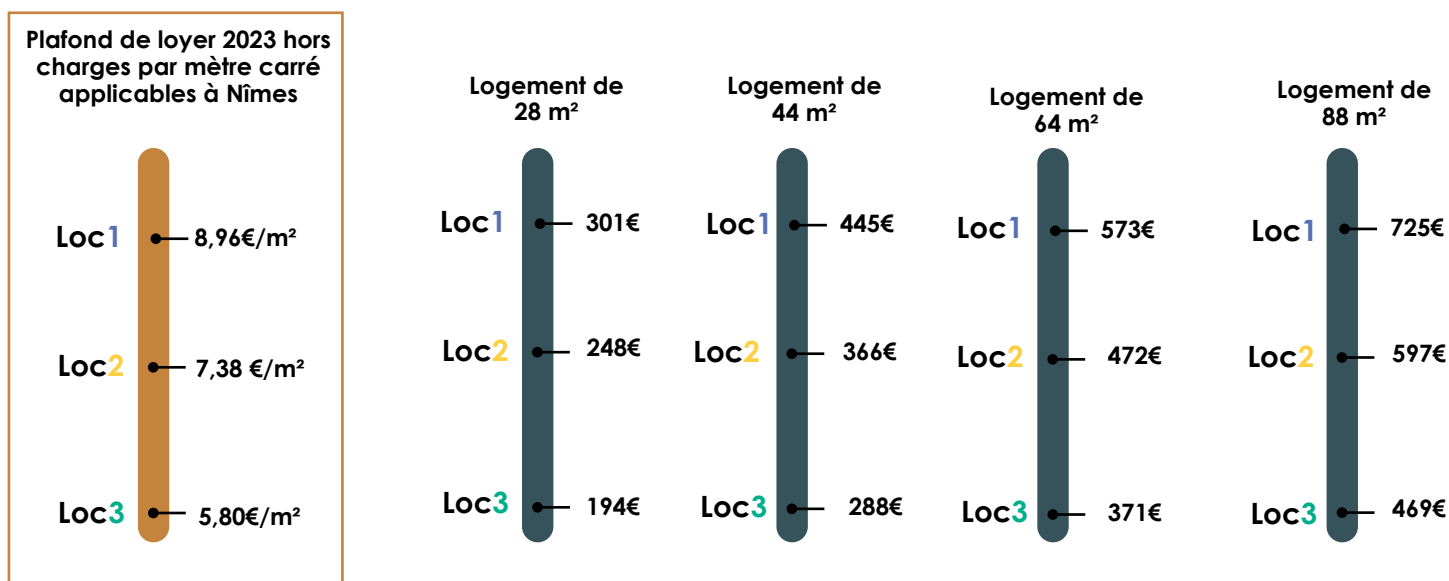 Plafond de loyer 2023 hors
charges par mètre carré
applicables à Nîmes
Loc1
8,96€/m²
Loc2
7,38 €/m²
Loc3
5,80€/m²
Logement de
28 m²
Loc1
301€
Loc2
248€
Loc3
194€
Logement de
44 m²
Loc1
445€
Loc2
366€
Loc3
288€
Logement de
64 m²
Loc1
573€
Loc2
472€
Loc3
371€
Logement de
88 m²
Loc1
725€
Loc2
597€
Loc3
469€